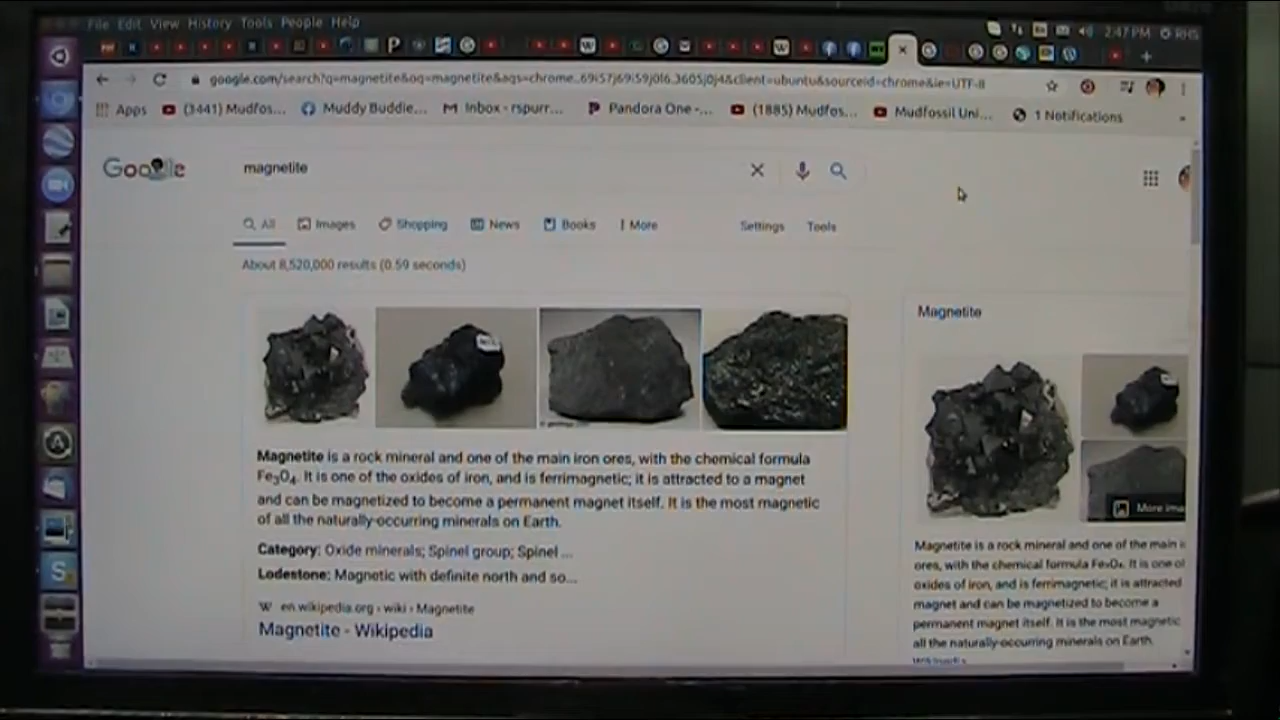 File Edit View History Tools People Help
2:47 PM RHS
google.com/search?q=magnetite&oq=magnetite&aqs=chrome..69i57j69i59j0l6.3605j0j4&client=ubuntu&sourceid=chrome&ie=UTF-8
Apps (3441) Mudfos... Muddy Buddie... Inbox - rspurr... Pandora One -... (1885) Mudfos... Mudfossil Uni... 1 Notifications
Google magnetite
All Images Shopping News Books More Settings Tools
About 8,520,000 results (0.59 seconds)
Magnetite is a rock mineral and one of the main iron ores, with the chemical formula
Fe3O4. It is one of the oxides of iron, and is ferrimagnetic; it is attracted to a magnet
and can be magnetized to become a permanent magnet itself. It is the most magnetic
of all the naturally-occurring minerals on Earth.
Category: Oxide minerals; Spinel group; Spinel ...
Lodestone: Magnetic with definite north and so...
W en.wikipedia.org › wiki › Magnetite
Magnetite - Wikipedia
Magnetite
More ima
Magnetite is a rock mineral and one of the main i
ores, with the chemical formula Fe3O4. It is one of
oxides of iron, and is ferrimagnetic; it is attracted
magnet and can be magnetized to become a
permanent magnet itself. It is the most magnetic
all the naturally-occurring minerals on Earth.